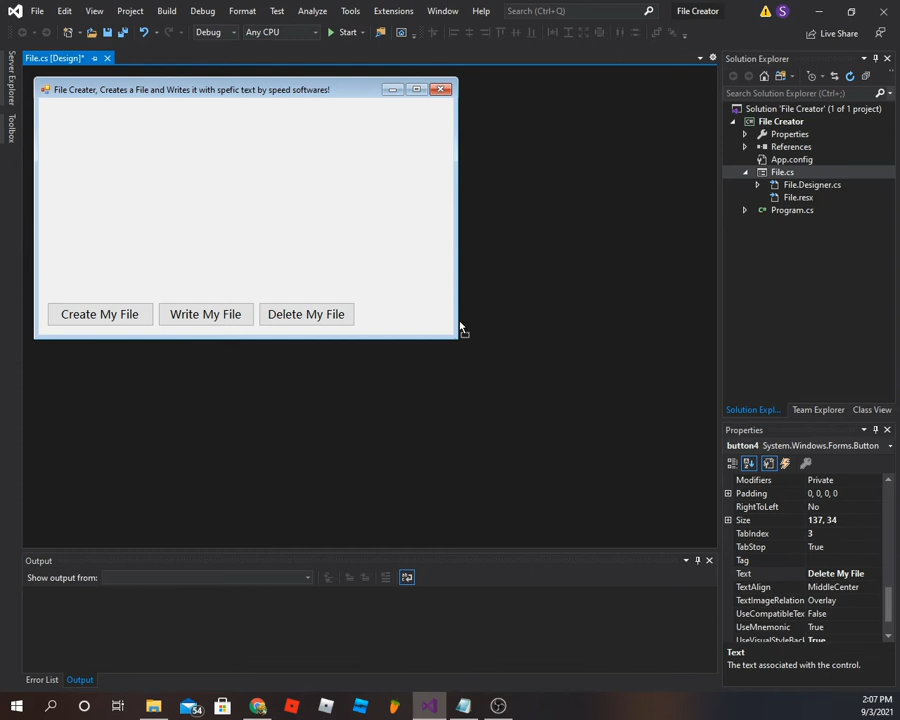 File Edit View Project Build Debug Format Test Analyze Tools Extensions Window Help Search (Ctrl+Q) File Creator S
Debug Any CPU Start Live Share
Server Explorer
Toolbox
File.cs [Design]*
File Creater, Creates a File and Writes it with spefic text by speed softwares!
Create My File Write My File Delete My File
Solution Explorer
Search Solution Explorer (Ctrl+;)
Solution 'File Creator' (1 of 1 project)
File Creator
Properties
References
App.config
File.cs
File.Designer.cs
File.resx
Program.cs
Solution Expl... Team Explorer Class View
Properties
button4 System.Windows.Forms.Button
Modifiers Private
Padding 0, 0, 0, 0
RightToLeft No
Size 137, 34
TabIndex 3
TabStop True
Tag
Text Delete My File
TextAlign MiddleCenter
TextImageRelation Overlay
UseCompatibleTex False
UseMnemonic True
UseVisualStyleBack True
Text
The text associated with the control.
Output
Show output from:
Error List Output
54
2:07 PM
9/3/2021